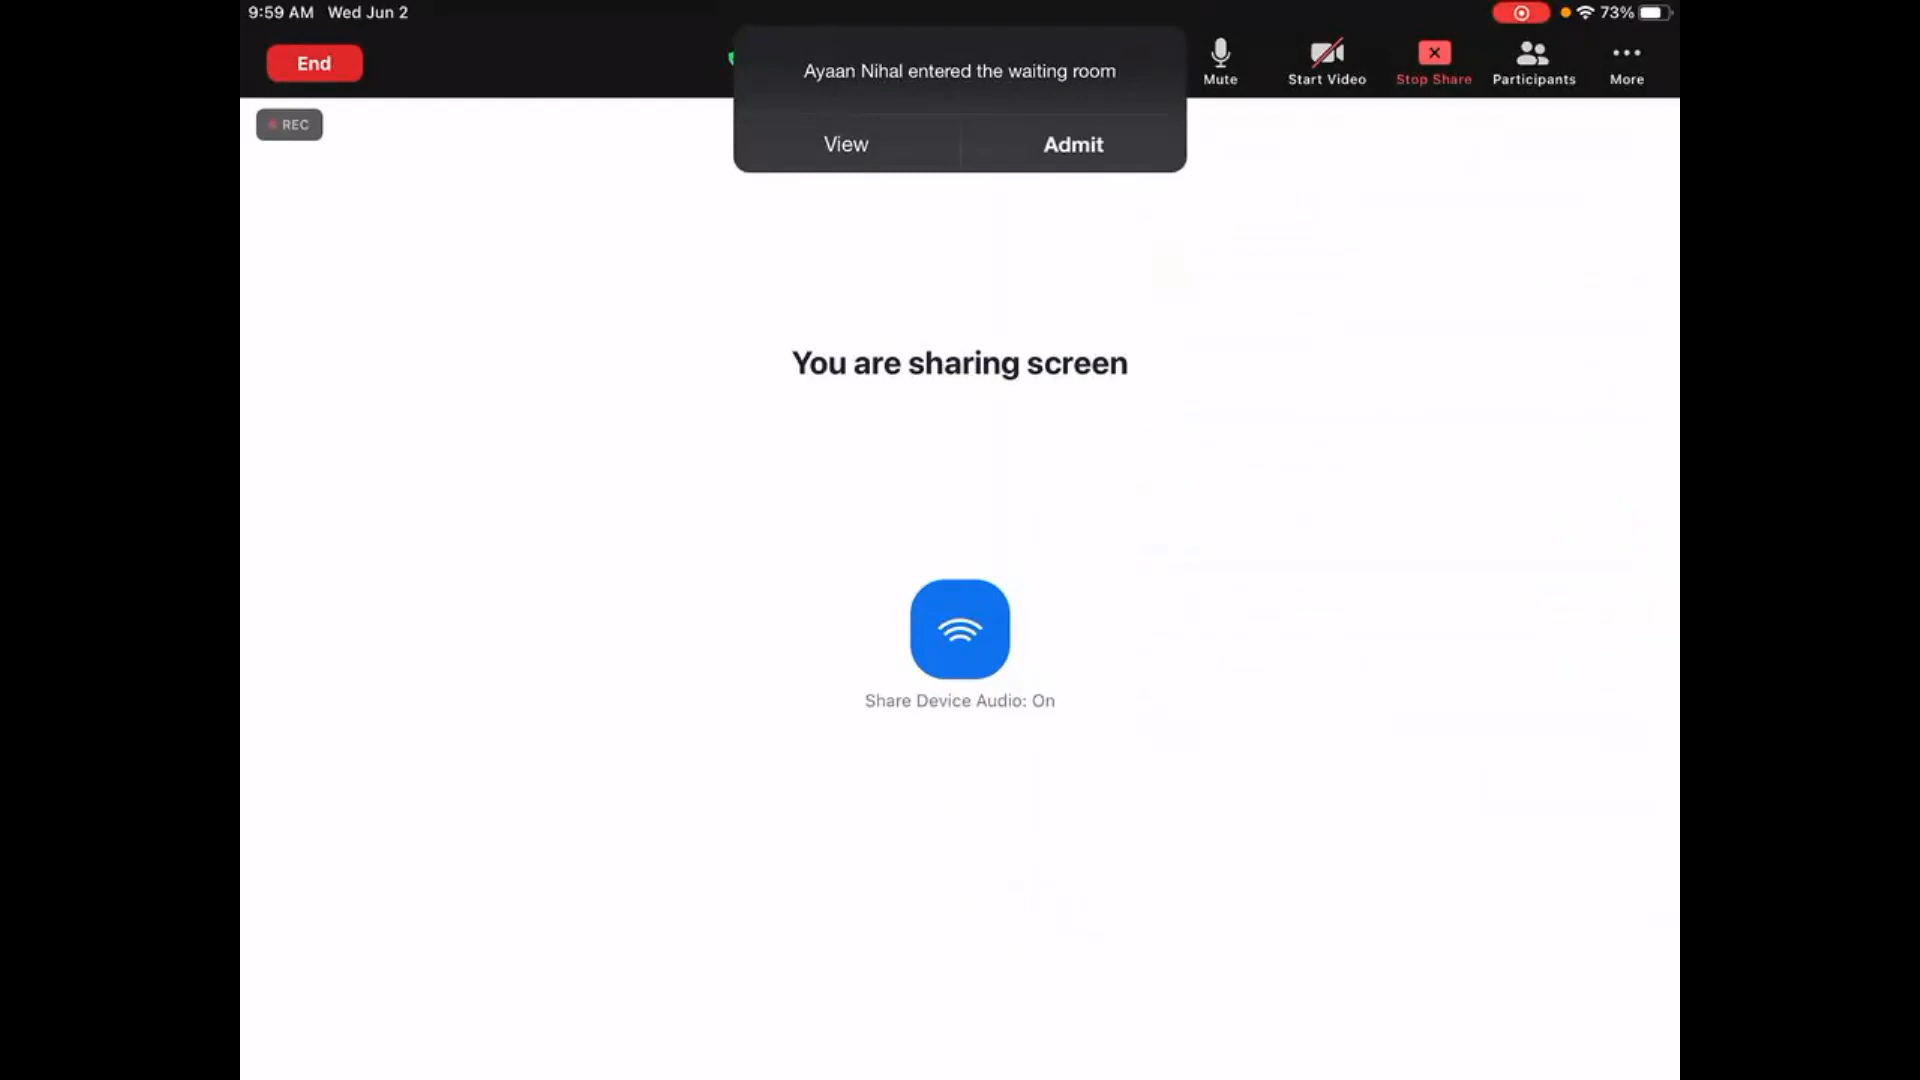 9:59 AM Wed Jun 2
73%
End
Ayaan Nihal entered the waiting room
View
Admit
Mute
Start Video
Stop Share
Participants
More
REC
You are sharing screen
Share Device Audio: On